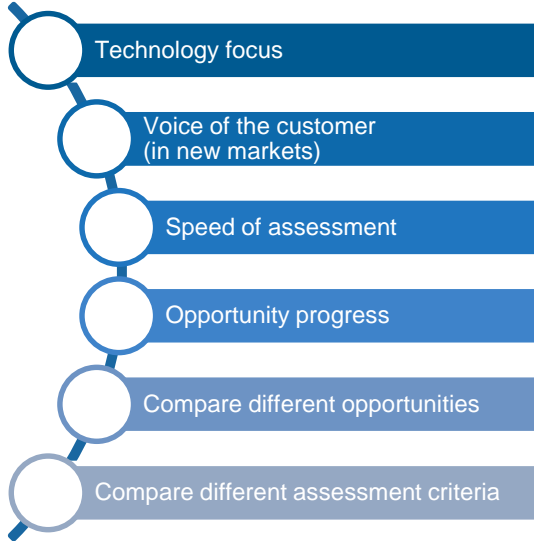 Technology focus
Voice of the customer
(in new markets)
Speed of assessment
Opportunity progress
Compare different opportunities
Compare different assessment criteria